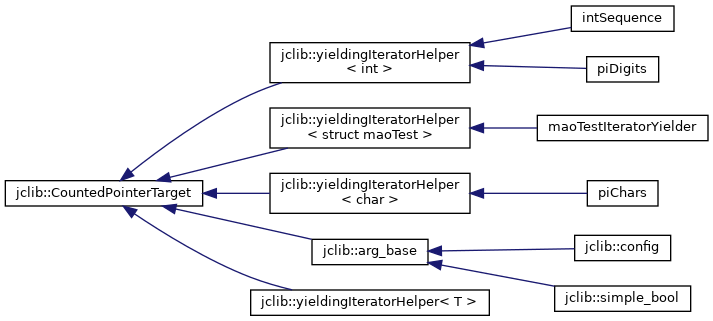 intSequence
jclib::yieldingIteratorHelper
< int >
piDigits
jclib::yieldingIteratorHelper
< struct maoTest >
maoTestIteratorYielder
jclib::CountedPointerTarget
jclib::yieldingIteratorHelper
< char >
piChars
jclib::arg_base
jclib::config
jclib::simple_bool
jclib::yieldingIteratorHelper< T >